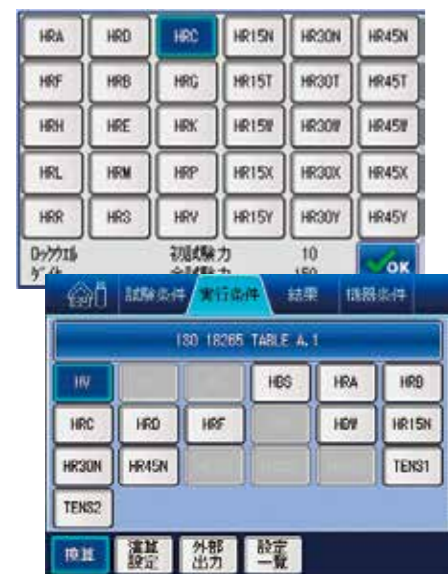 HRA HRD HRC HR15N HR30N HR45N
HRF HRB HRG HR15T HR30T HR45T
HRH HRE HRK HR15W HR30W HR45W
HRL HRM HRP HR15X HR30X HR45X
HRR HRS HRV HR15Y HR30Y HR45Y
ロックウェル 初試験力 10
150
OK
試験条件 実行条件 結果 機器条件
ISO 18265 TABLE A.1
HV HBS HRA HRB
HRC HRD HRF HDW HR15N
HR30N HR45N TENS1
TENS2
換算 演算設定 外部出力 設定一覧